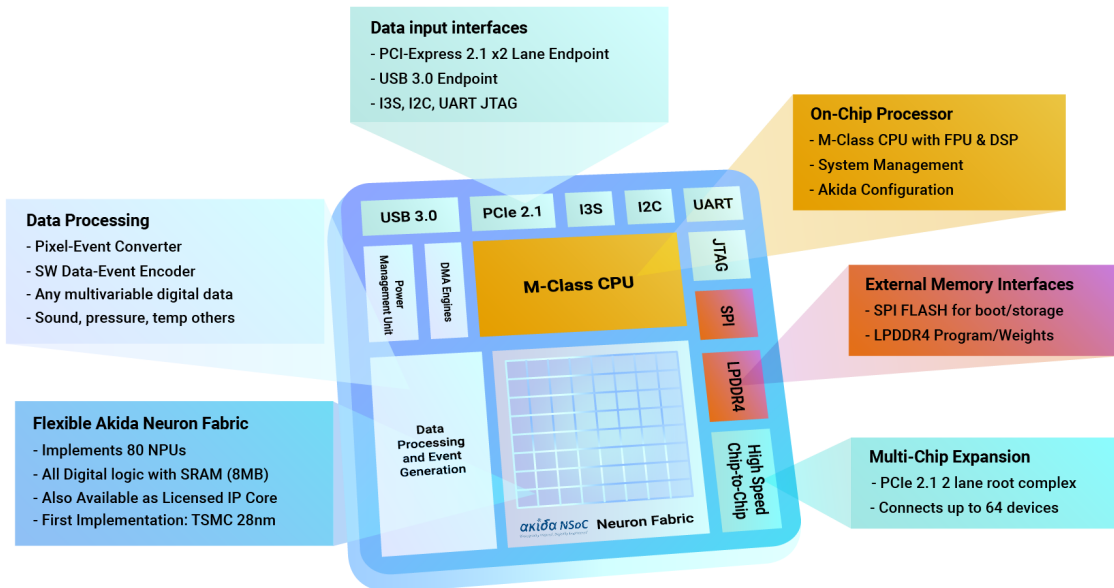 Data input interfaces
- PCI-Express 2.1 x2 Lane Endpoint
- USB 3.0 Endpoint
- I3S, I2C, UART JTAG
On-Chip Processor
- M-Class CPU with FPU & DSP
- System Management
- Akida Configuration
Data Processing
- Pixel-Event Converter
- SW Data-Event Encoder
- Any multivariable digital data
- Sound, pressure, temp others
External Memory Interfaces
- SPI FLASH for boot/storage
- LPDDR4 Program/Weights
Flexible Akida Neuron Fabric
- Implements 80 NPUs
- All Digital logic with SRAM (8MB)
- Also Available as Licensed IP Core
- First Implementation: TSMC 28nm
Multi-Chip Expansion
- PCIe 2.1 2 lane root complex
- Connects up to 64 devices
USB 3.0
PCIe 2.1
I3S
I2C
UART
Power
Management Unit
DMA Engines
M-Class CPU
JTAG
SPI
LPDDR4
High Speed
Chip-to-Chip
Data
Processing
and Event
Generation
αkἰδα NSoC
Neuron Fabric